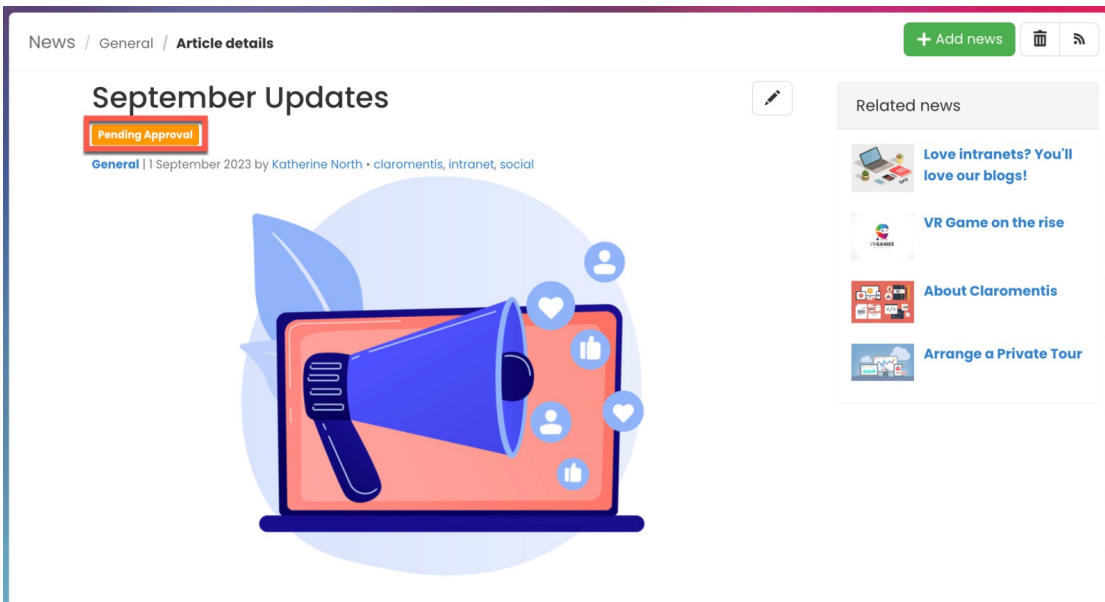 News / General / Article details
+ Add news
September Updates
Pending Approval
General | 1 September 2023 by Katherine North • claromentis, intranet, social
Related news
Love intranets? You'll
love our blogs!
VR Game on the rise
VRGAMES
About Claromentis
Arrange a Private Tour